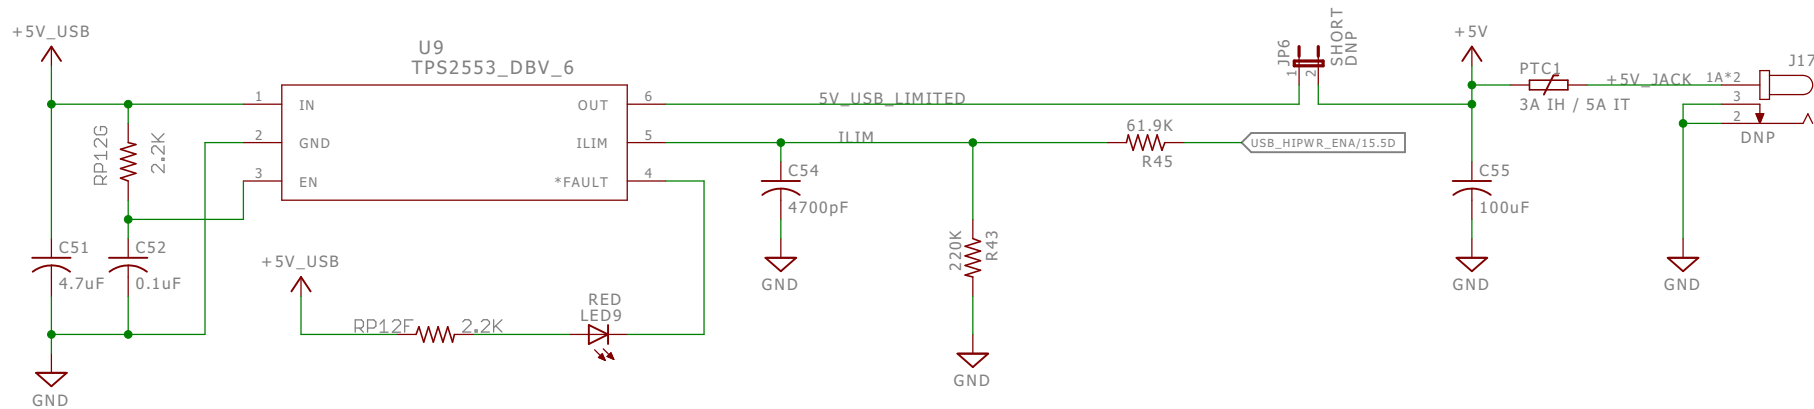 +5V_USB
U9
TPS2553_DBV_6
1
IN
2
GND
3
EN
OUT
6
ILIM
5
*FAULT
4
RP12G
2.2K
C51
4.7uF
C52
0.1uF
GND
+5V_USB
RP12F
2.2K
RED
LED9
5V_USB_LIMITED
ILIM
C54
4700pF
GND
220K
R43
GND
61.9K
R45
USB_HIPWR_ENA/15.5D
JP6
1
2
SHORT
DNP
+5V
C55
100uF
GND
PTC1
3A IH / 5A IT
+5V_JACK
1A*2
3
2
J17
DNP
GND